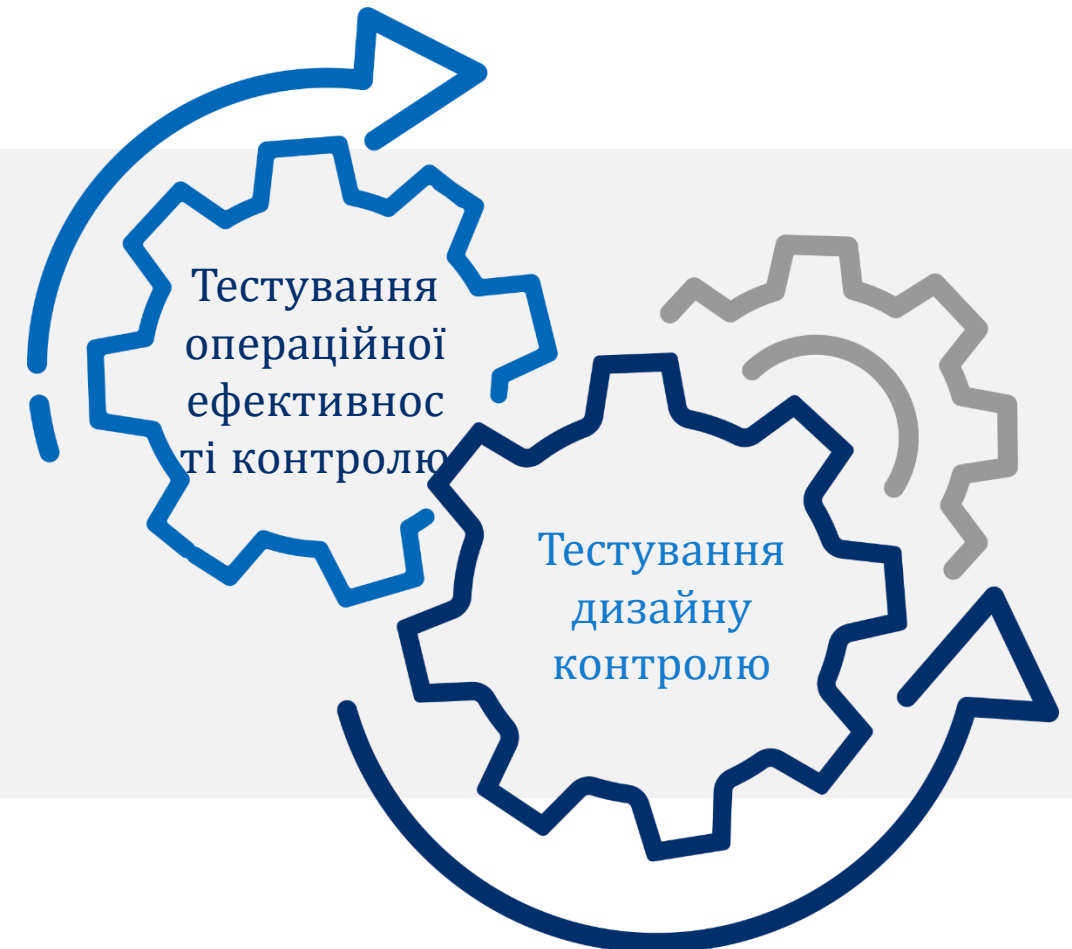 Тестування
операційної
ефективнос
ті контролю
Тестування
дизайну
контролю